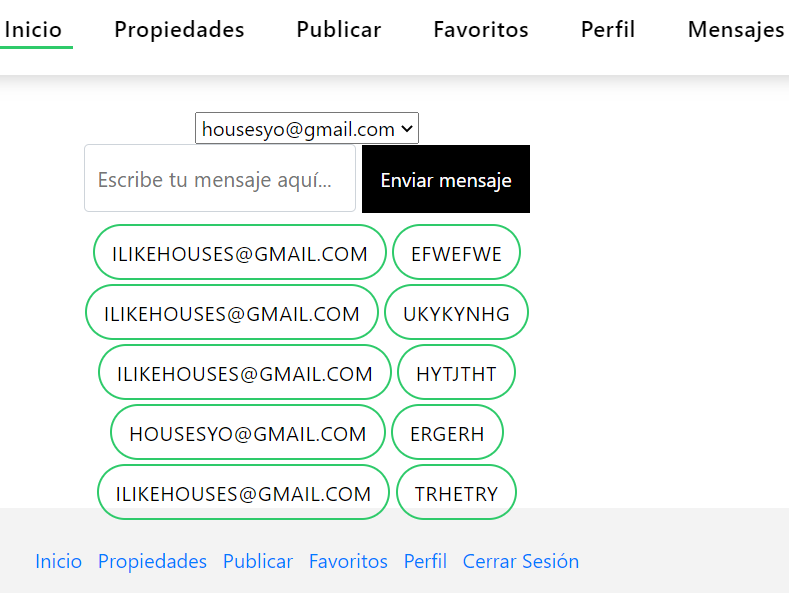 Inicio Propiedades Publicar Favoritos Perfil Mensajes
housesyo@gmail.com
Escribe tu mensaje aquí... Enviar mensaje
ILIKEHOUSES@GMAIL.COM EFWEFWE
ILIKEHOUSES@GMAIL.COM UKYKYNHG
ILIKEHOUSES@GMAIL.COM HYTJTHT
HOUSESYO@GMAIL.COM ERGERH
ILIKEHOUSES@GMAIL.COM TRHETRY
Inicio Propiedades Publicar Favoritos Perfil Cerrar Sesión